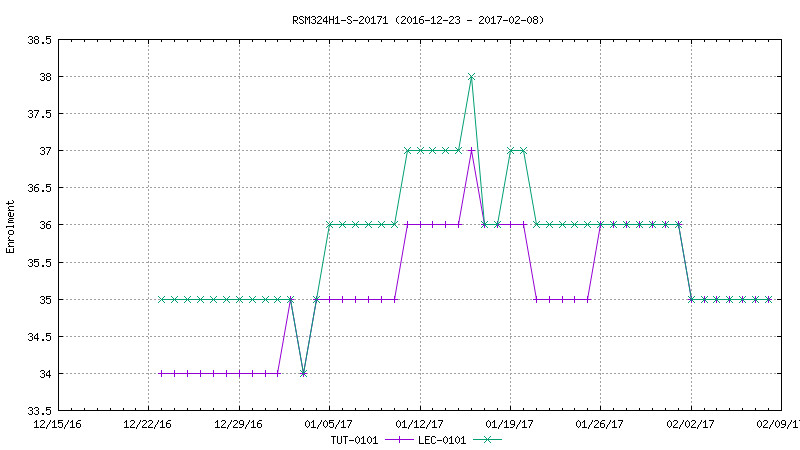 RSM324H1-S-20171 (2016-12-23 - 2017-02-08)
38.5
38
37.5
37
36.5
36
35.5
35
34.5
34
33.5
Enrolment
12/15/16 12/22/16 12/29/16 01/05/17 01/12/17 01/19/17 01/26/17 02/02/17 02/09/1
TUT-0101 LEC-0101